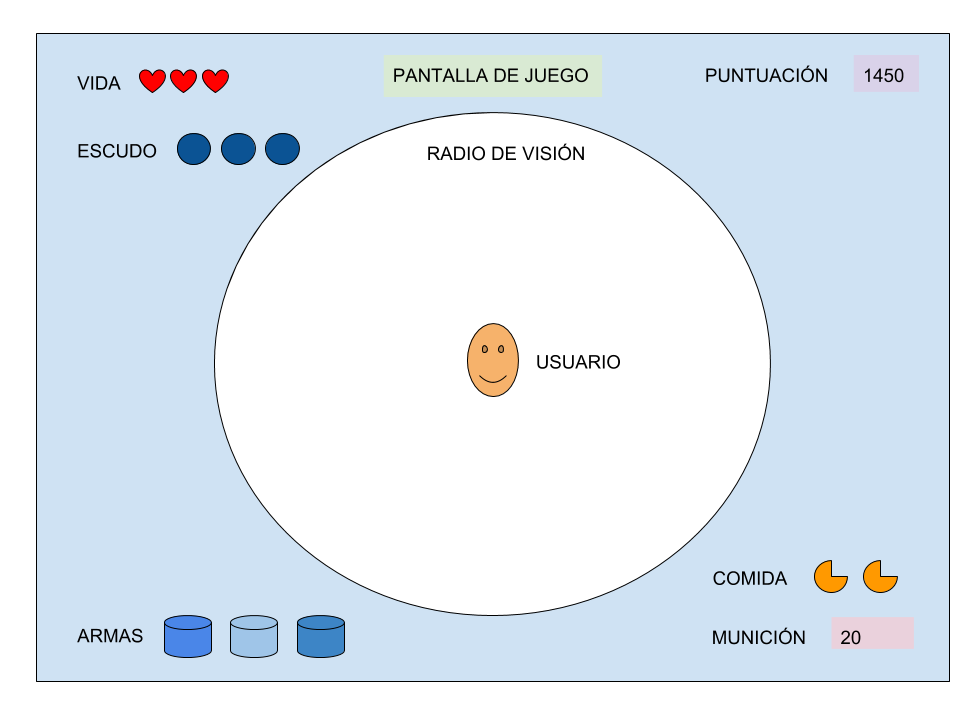 VIDA
PANTALLA DE JUEGO
PUNTUACIÓN
1450
ESCUDO
RADIO DE VISIÓN
USUARIO
COMIDA
ARMAS
MUNICIÓN
20